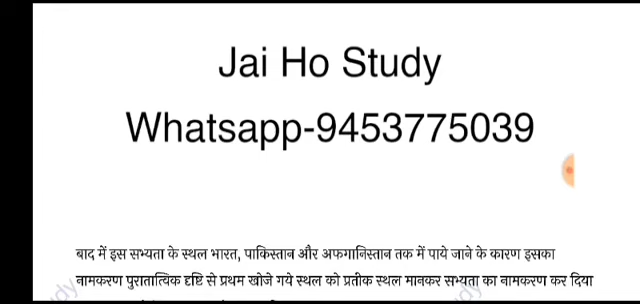 Jai Ho Study
Whatsapp-9453775039
बाद में इस सभ्यता के स्थल भारत, पाकिस्तान और अफगानिस्तान तक में पाये जाने के कारण इसका
नामकरण पुरातात्विक दृष्टि से प्रथम खोजे गये स्थल को प्रतीक स्थल मानकर सभ्यता का नामकरण कर दिया